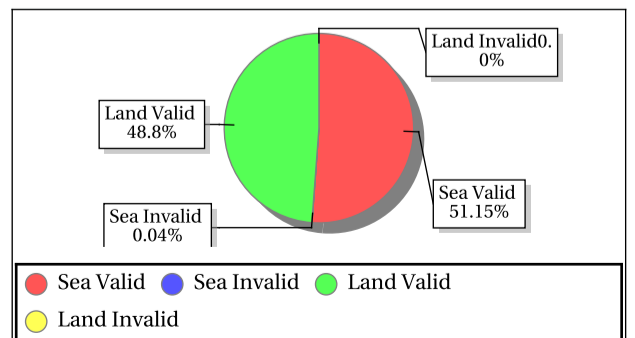 Land Invalid0.
0%
Land Valid
48.8%
Sea Valid
51.15%
Sea Invalid
0.04%
Sea Valid
Sea Invalid
Land Valid
Land Invalid